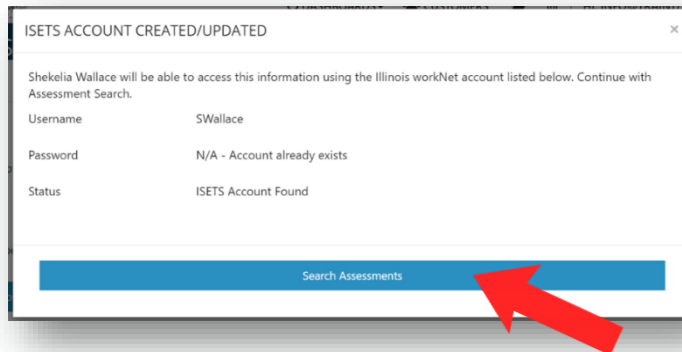 ISETS ACCOUNT CREATED/UPDATED ×
Shekelia Wallace will be able to access this information using the Illinois workNet account listed below. Continue with
Assessment Search.
Username SWallace
Password N/A - Account already exists
Status ISETS Account Found
Search Assessments